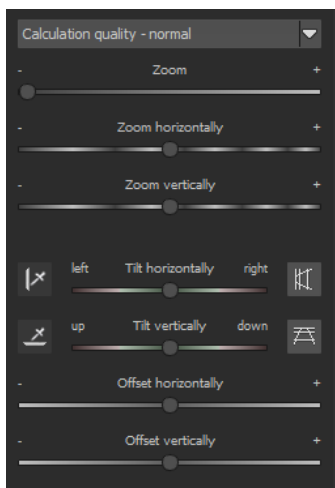 Calculation quality - normal
- Zoom +
- Zoom horizontally +
- Zoom vertically +
left Tilt horizontally right
up Tilt vertically down
- Offset horizontally +
- Offset vertically +